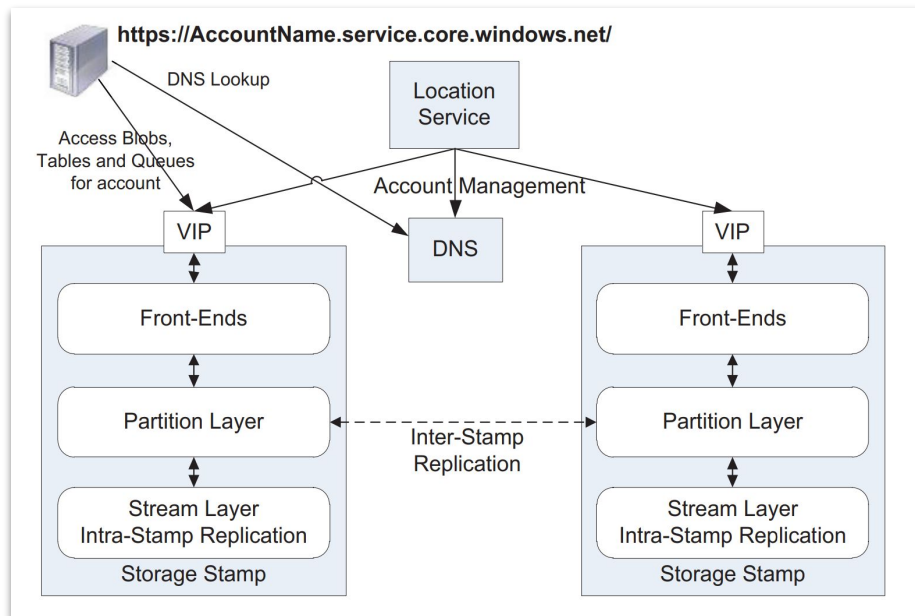 https://AccountName.service.core.windows.net/
DNS Lookup
Location
Service
Access Blobs,
Tables and Queues
for account
Account Management
VIP
DNS
VIP
Front-Ends
Front-Ends
Partition Layer
Partition Layer
Inter-Stamp
Replication
Stream Layer
Intra-Stamp Replication
Stream Layer
Intra-Stamp Replication
Storage Stamp
Storage Stamp